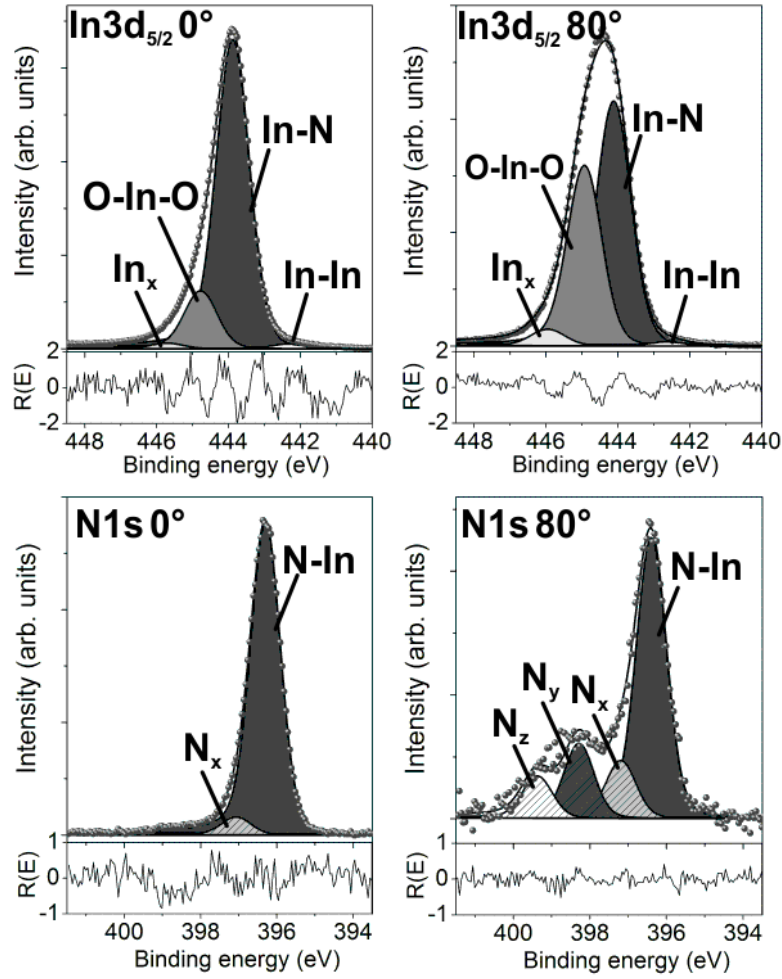 In3d5/2 0°
Intensity (arb. units)
In-N
O-In-O
Inx
In-In
2
0
-2
R(E)
448 446 444 442 440
Binding energy (eV)
In3d5/2 80°
Intensity (arb. units)
In-N
O-In-O
Inx
In-In
2
0
-2
R(E)
448 446 444 442 440
Binding energy (eV)
N1s 0°
Intensity (arb. units)
N-In
Nx
1
0
-1
R(E)
400 398 396 394
Binding energy (eV)
N1s 80°
Intensity (arb. units)
N-In
Ny
Nx
Nz
1
0
-1
R(E)
400 398 396 394
Binding energy (eV)